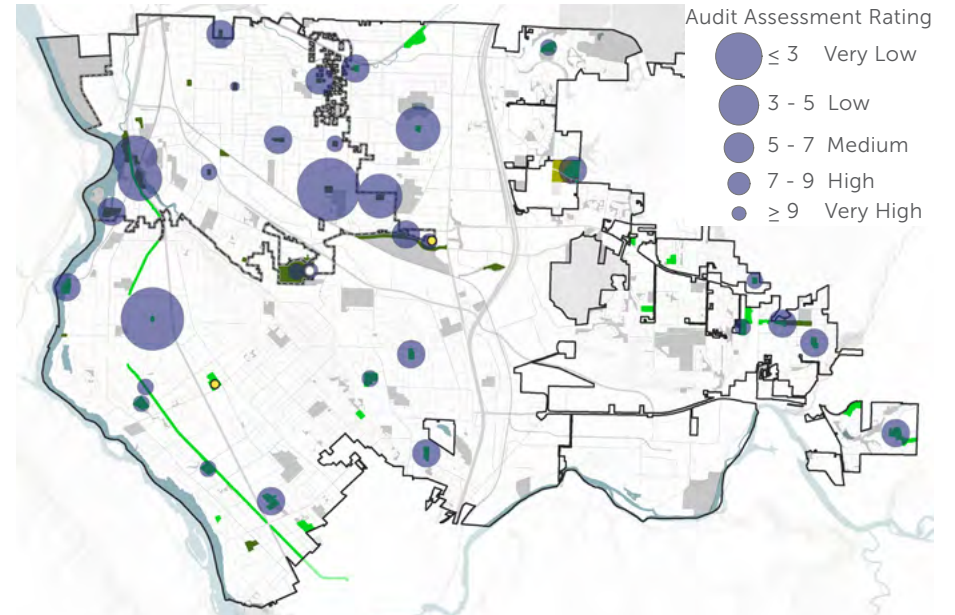 Audit Assessment Rating
≤ 3 Very Low
3 - 5 Low
5 - 7 Medium
7 - 9 High
≥ 9 Very High